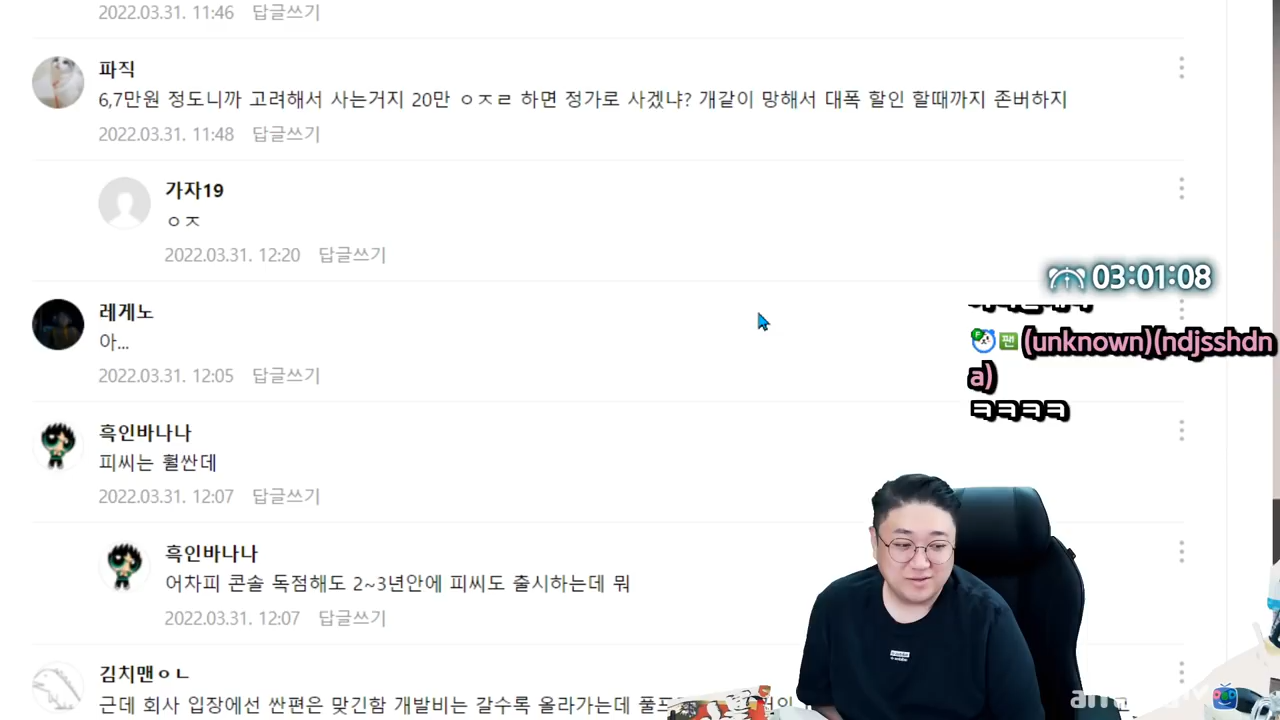 2022.03.31. 11:46 답글쓰기
파직
6,7만원 정도니까 고려해서 사는거지 20만 ㅇㅈㄹ 하면 정가로 사겠냐? 개같이 망해서 대폭 할인 할때까지 존버하지
2022.03.31. 11:48 답글쓰기
가자19
ㅇㅈ
2022.03.31. 12:20 답글쓰기
03:01:08
레게노
아...
2022.03.31. 12:05 답글쓰기
팬 (unknown)(ndjsshdn
a)
ㅋㅋㅋㅋ
흑인바나나
피씨는 훨싼데
2022.03.31. 12:07 답글쓰기
흑인바나나
어차피 콘솔 독점해도 2~3년안에 피씨도 출시하는데 뭐
2022.03.31. 12:07 답글쓰기
김치맨ㅇㄴ
근데 회사 입장에선 싼편은 맞긴함 개발비는 갈수록 올라가는데